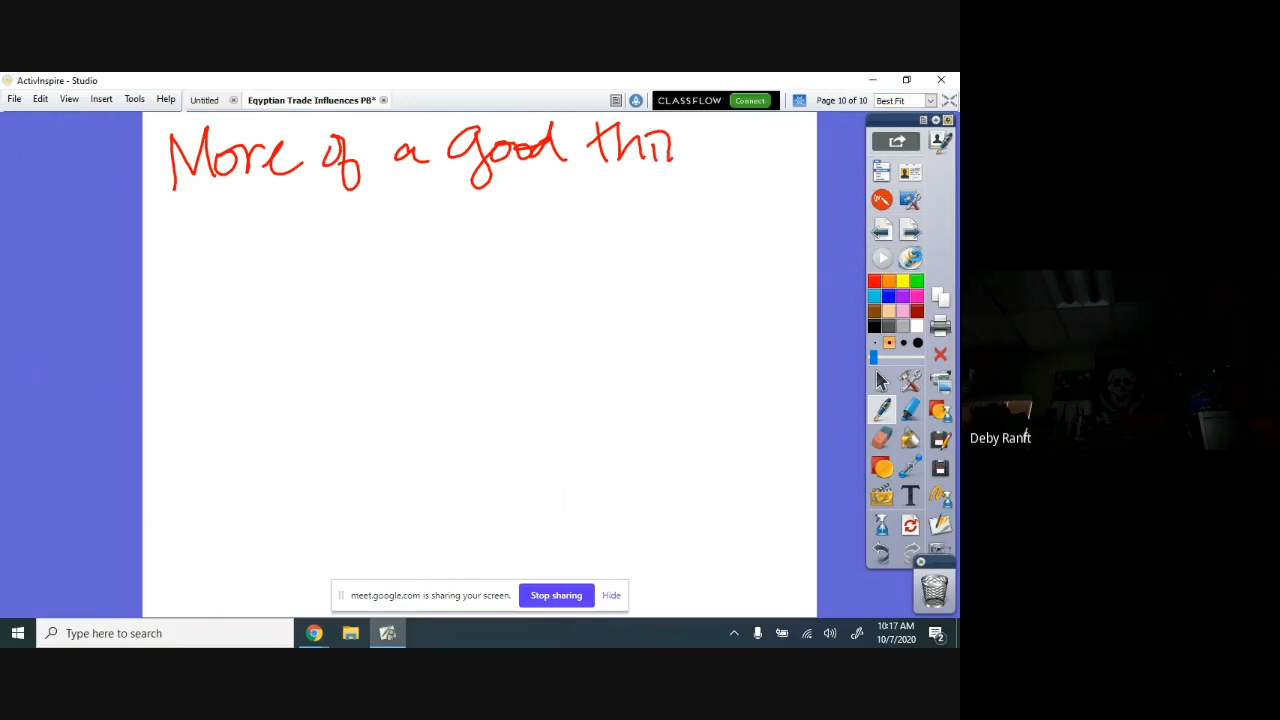 ActivInspire - Studio
File Edit View Insert Tools Help
Untitled
Egyptian Trade Influences PB*
CLASSFLOW Connect
Page 10 of 10
Best Fit
More of a good thin
T
Deby Ranft
meet.google.com is sharing your screen. Stop sharing Hide
Type here to search
10:17 AM
10/7/2020
2